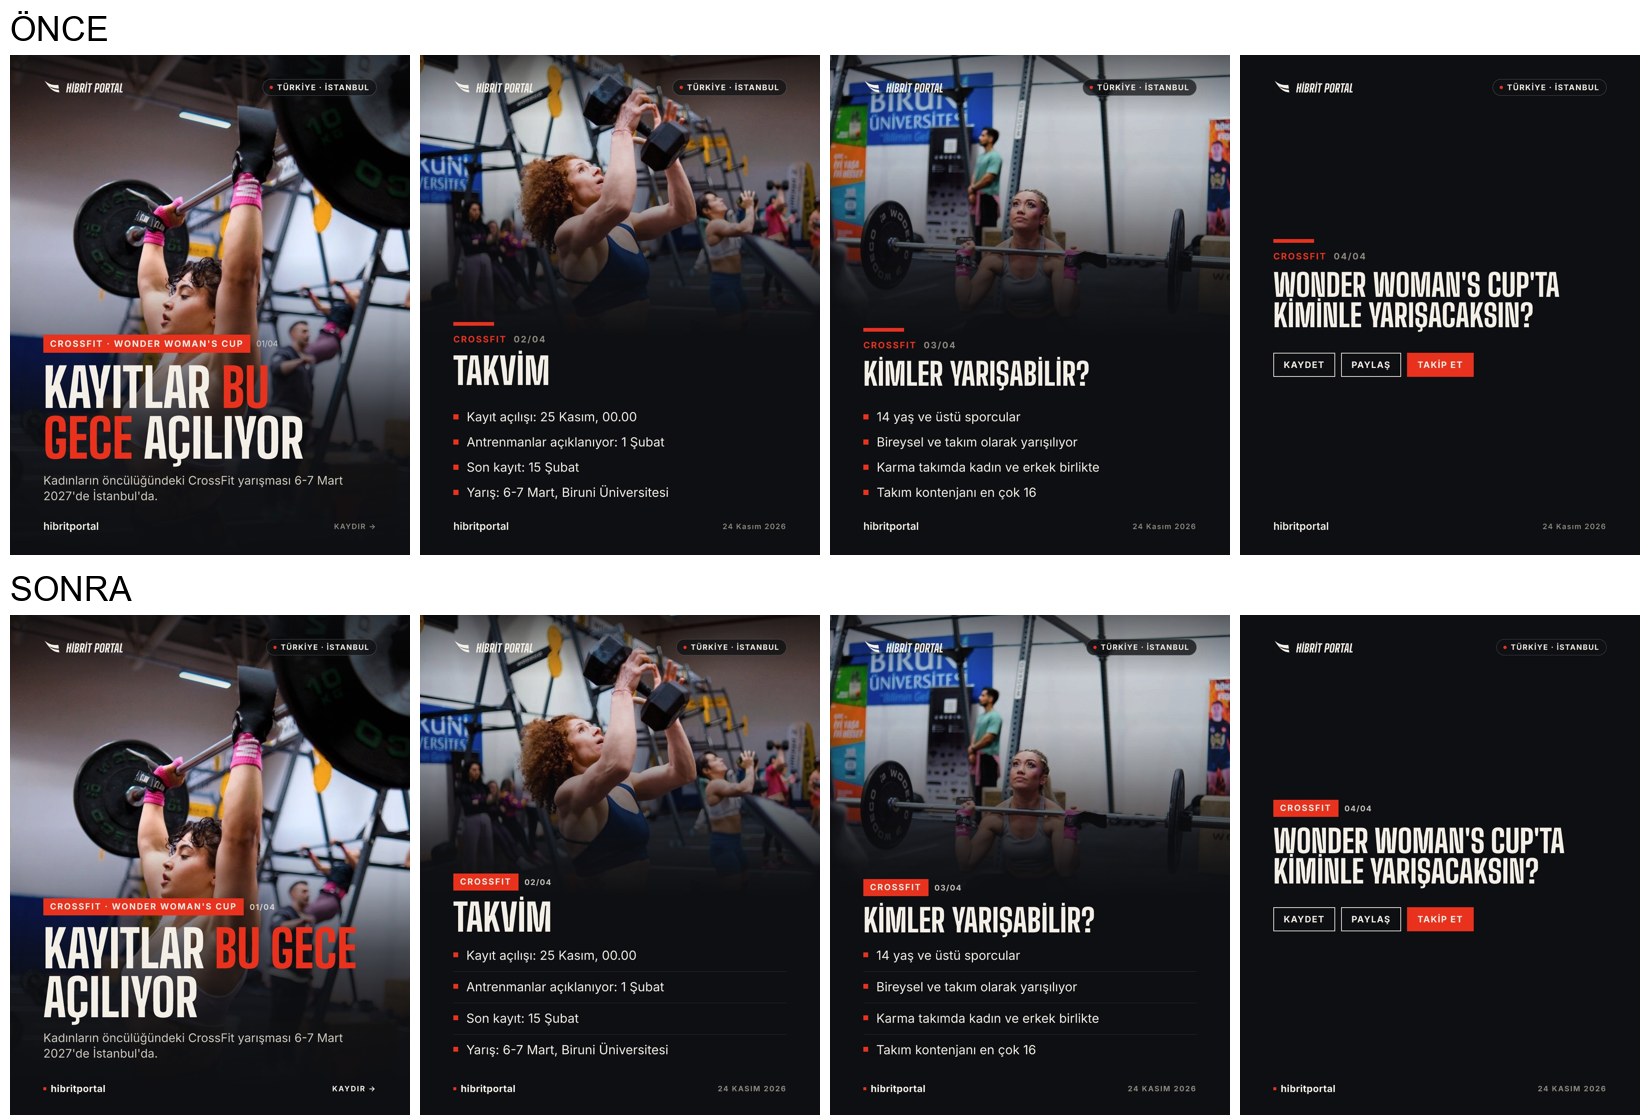 ÖNCE
HİBRİT PORTAL
TÜRKİYE · İSTANBUL
CROSSFIT · WONDER WOMAN'S CUP 01/04
KAYITLAR BU
GECE AÇILIYOR
Kadınların öncülüğündeki CrossFit yarışması 6-7 Mart
2027'de İstanbul'da.
hibritportal
KAYDIR →
HİBRİT PORTAL
TÜRKİYE · İSTANBUL
CROSSFIT 02/04
TAKVİM
Kayıt açılışı: 25 Kasım, 00.00
Antrenmanlar açıklanıyor: 1 Şubat
Son kayıt: 15 Şubat
Yarış: 6-7 Mart, Biruni Üniversitesi
hibritportal
24 Kasım 2026
HİBRİT PORTAL
TÜRKİYE · İSTANBUL
BİRUN
ÜNİVERSİTESİ
CROSSFIT 03/04
KİMLER YARIŞABİLİR?
14 yaş ve üstü sporcular
Bireysel ve takım olarak yarışılıyor
Karma takımda kadın ve erkek birlikte
Takım kontenjanı en çok 16
hibritportal
24 Kasım 2026
HİBRİT PORTAL
TÜRKİYE · İSTANBUL
CROSSFIT 04/04
WONDER WOMAN'S CUP'TA
KİMİNLE YARIŞACAKSIN?
KAYDET
PAYLAŞ
TAKİP ET
hibritportal
24 Kasım 2026
SONRA
HİBRİT PORTAL
TÜRKİYE · İSTANBUL
CROSSFIT · WONDER WOMAN'S CUP 01/04
KAYITLAR BU GECE
AÇILIYOR
Kadınların öncülüğündeki CrossFit yarışması 6-7 Mart
2027'de İstanbul'da.
hibritportal
KAYDIR →
HİBRİT PORTAL
TÜRKİYE · İSTANBUL
CROSSFIT 02/04
TAKVİM
Kayıt açılışı: 25 Kasım, 00.00
Antrenmanlar açıklanıyor: 1 Şubat
Son kayıt: 15 Şubat
Yarış: 6-7 Mart, Biruni Üniversitesi
hibritportal
24 KASIM 2026
HİBRİT PORTAL
TÜRKİYE · İSTANBUL
BİRUN
ÜNİVERSİTESİ
CROSSFIT 03/04
KİMLER YARIŞABİLİR?
14 yaş ve üstü sporcular
Bireysel ve takım olarak yarışılıyor
Karma takımda kadın ve erkek birlikte
Takım kontenjanı en çok 16
hibritportal
24 KASIM 2026
HİBRİT PORTAL
TÜRKİYE · İSTANBUL
CROSSFIT 04/04
WONDER WOMAN'S CUP'TA
KİMİNLE YARIŞACAKSIN?
KAYDET
PAYLAŞ
TAKİP ET
hibritportal
24 KASIM 2026